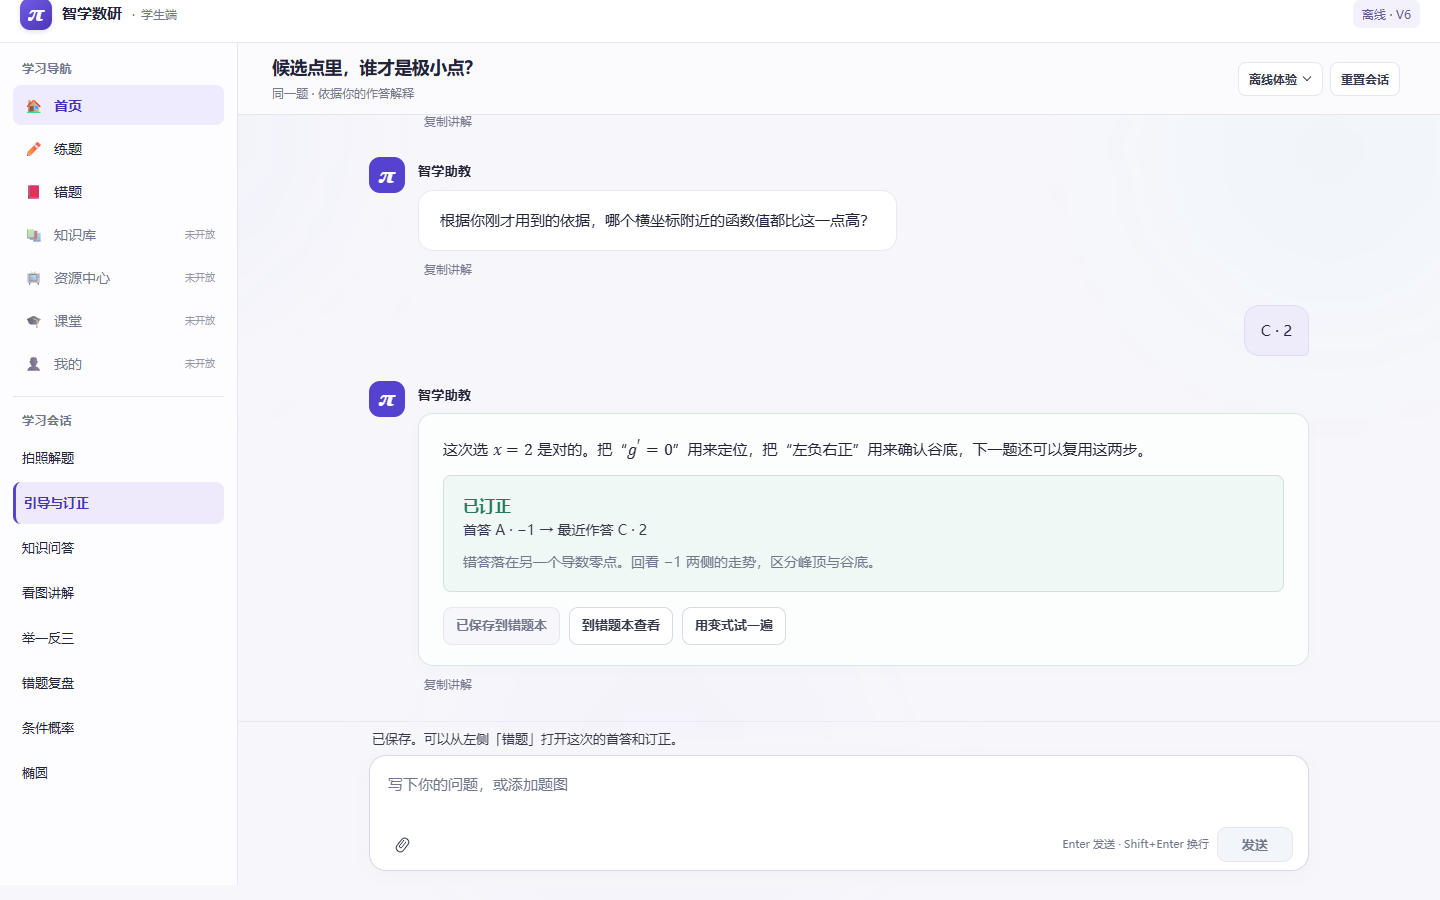 π 智学数研 · 学生端
离线 · V6
学习导航
首页
练题
错题
知识库 未开放
资源中心 未开放
课堂 未开放
我的 未开放
学习会话
拍照解题
引导与订正
知识问答
看图讲解
举一反三
错题复盘
条件概率
椭圆
候选点里，谁才是极小点？
同一题 · 依据你的作答解释
离线体验
重置会话
复制讲解
π 智学助教
根据你刚才用到的依据，哪个横坐标附近的函数值都比这一点高？
复制讲解
C · 2
π 智学助教
这次选 x = 2 是对的。把“g′ = 0”用来定位，把“左负右正”用来确认谷底，下一题还可以复用这两步。
已订正
首答 A · −1 → 最近作答 C · 2
错答落在另一个导数零点。回看 −1 两侧的走势，区分峰顶与谷底。
已保存到错题本
到错题本查看
用变式试一遍
复制讲解
已保存。可以从左侧「错题」打开这次的首答和订正。
写下你的问题，或添加题图
Enter 发送 · Shift+Enter 换行
发送